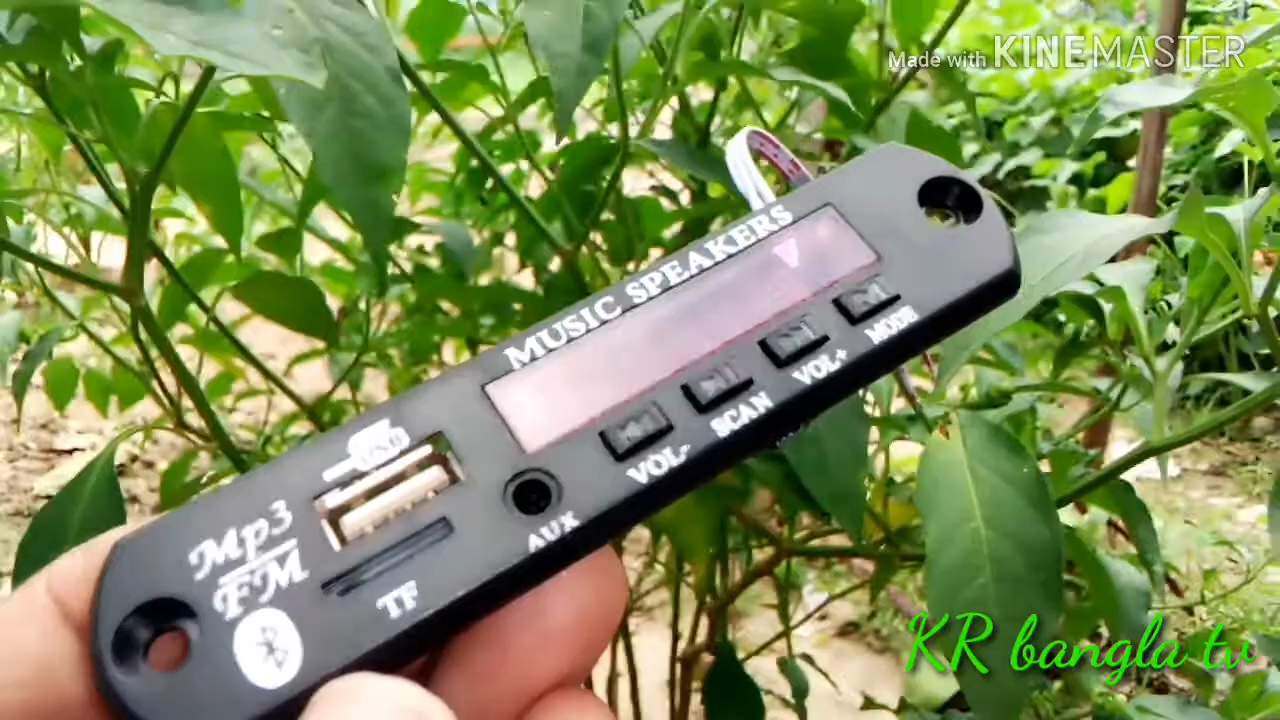 Made with KINEMASTER
MUSIC SPEAKERS
MODE
VOL+
SCAN
VOL-
USB
AUX
Mp3
FM
TF
KR bangla tv